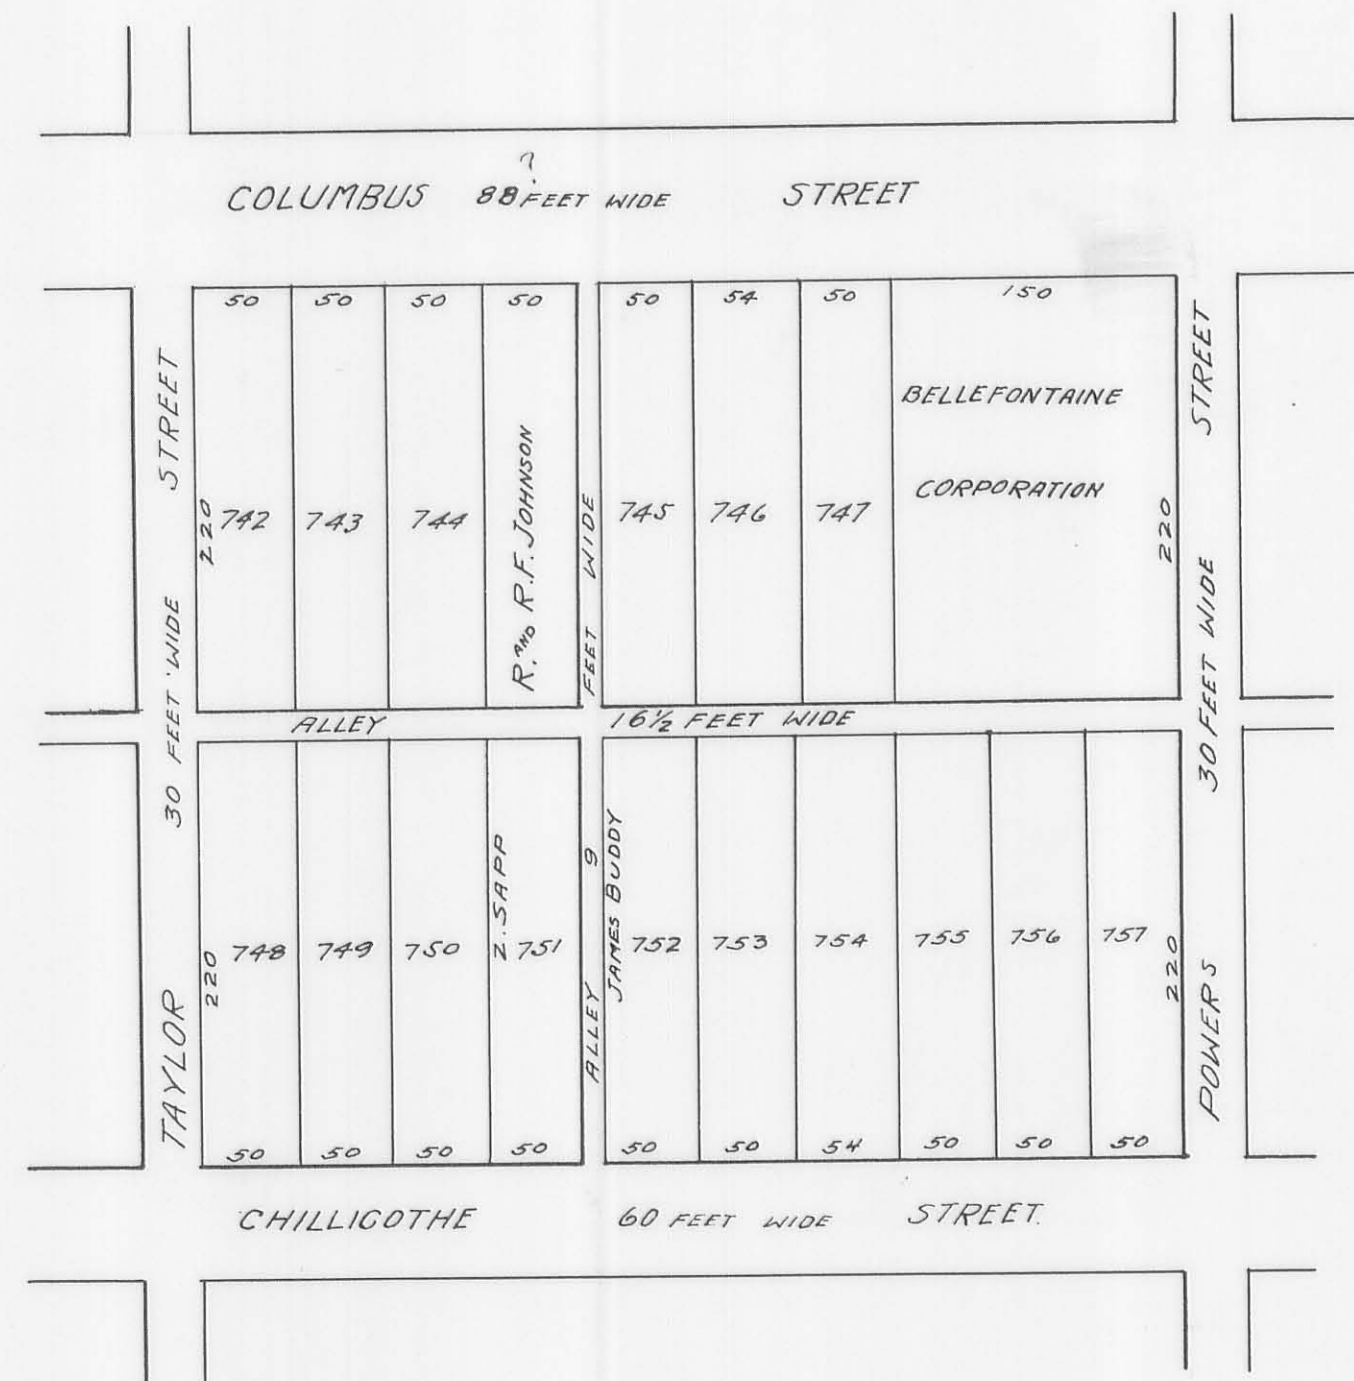 ?
COLUMBUS 88 FEET WIDE STREET
50 50 50 50 50 54 50 150
TAYLOR 30 FEET WIDE STREET
220
742 743 744
R. AND R.F. JOHNSON
745 746 747
BELLEFONTAINE
CORPORATION
220
POWERS 30 FEET WIDE STREET
ALLEY 16½ FEET WIDE
ALLEY 9 FEET WIDE
220
748 749 750
Z. SAPP
751
JAMES BUDDY
752 753 754 755 756 757
220
50 50 50 50 50 50 54 50 50 50
CHILLICOTHE 60 FEET WIDE STREET.